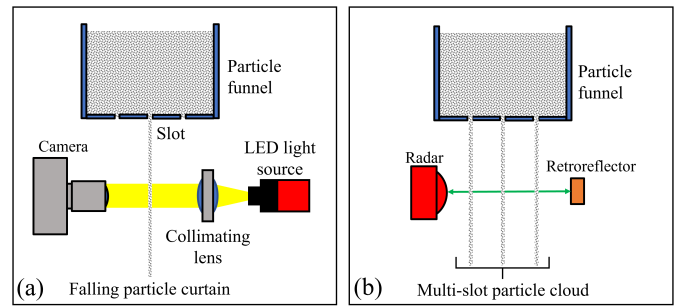 Particle
funnel
Slot
Camera
LED light
source
Collimating
lens
(a)
Falling particle curtain
Particle
funnel
Radar
Retroreflector
(b)
Multi-slot particle cloud